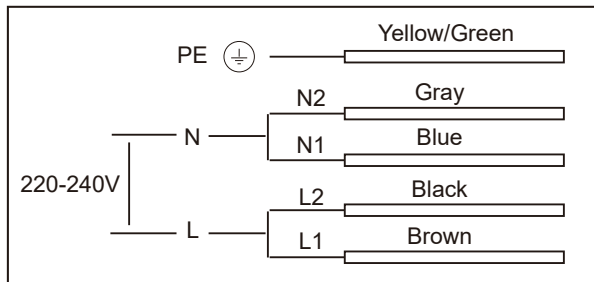 Yellow/Green
PE
N2 Gray
N
N1 Blue
220-240V
L2 Black
L
L1 Brown